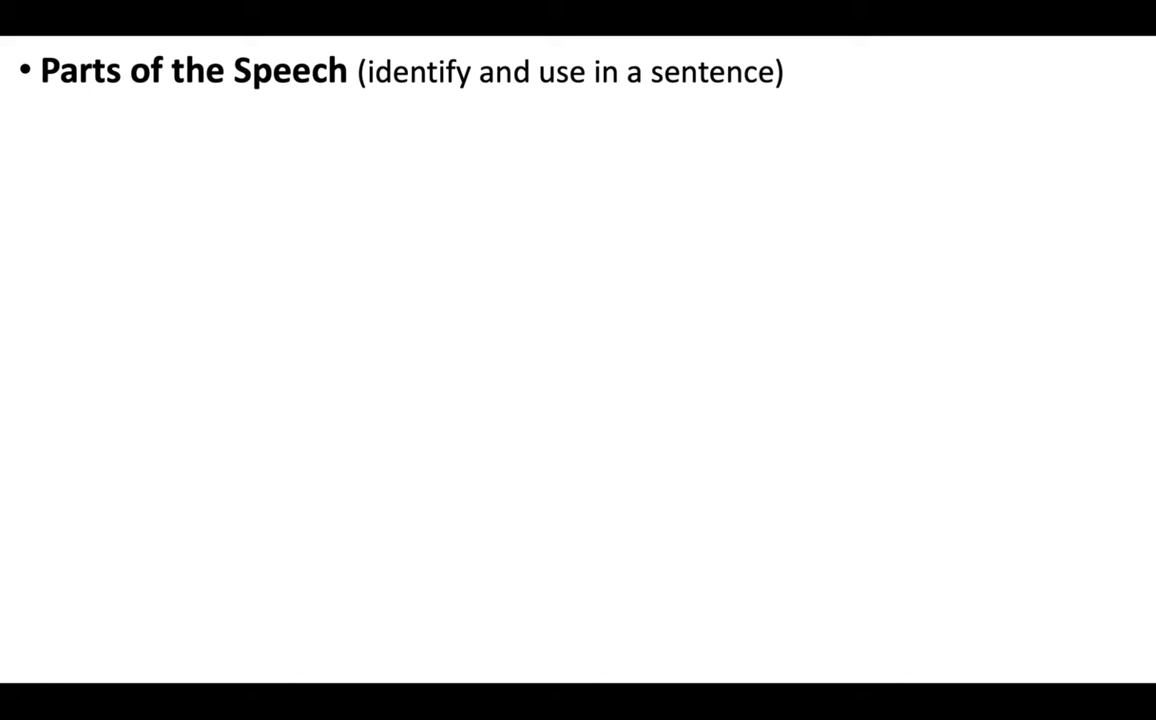 • Parts of the Speech (identify and use in a sentence)